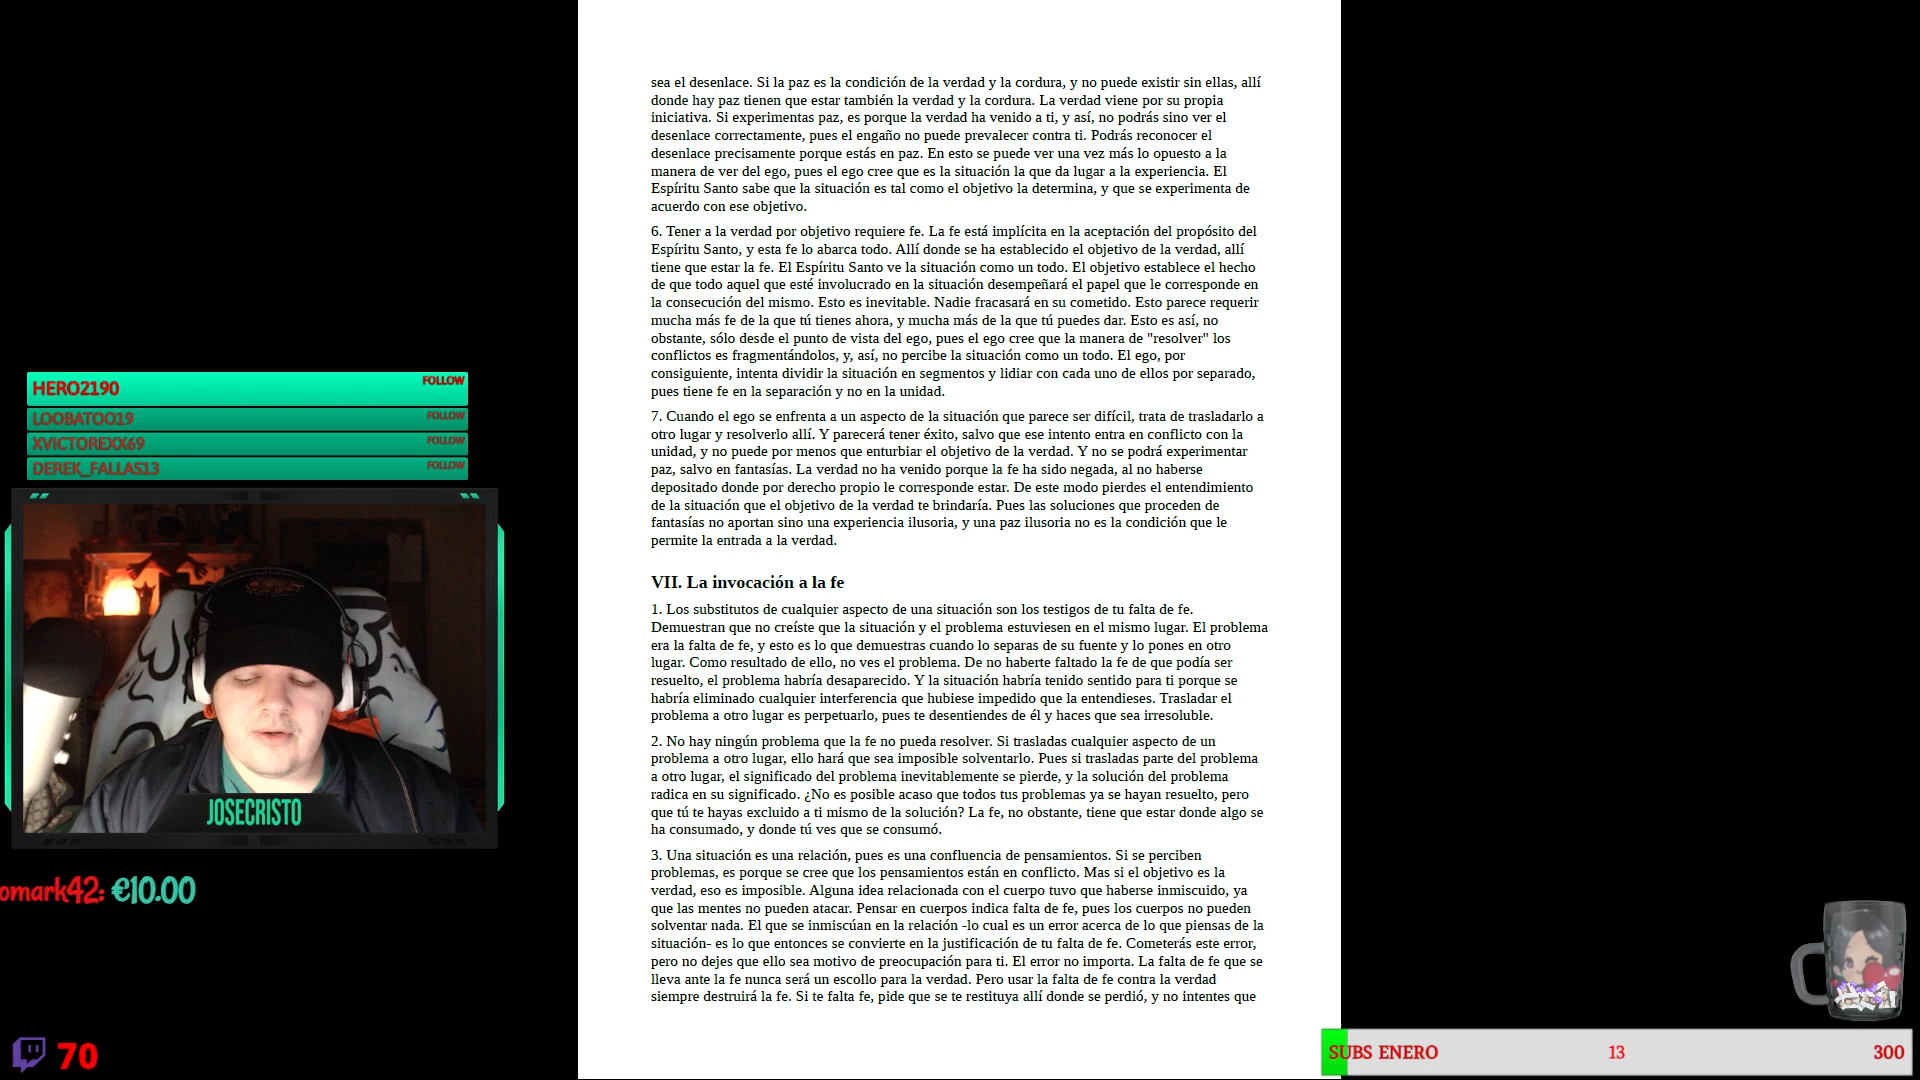 sea el desenlace. Si la paz es la condición de la verdad y la cordura, y no puede existir sin ellas, allí
donde hay paz tienen que estar también la verdad y la cordura. La verdad viene por su propia
iniciativa. Si experimentas paz, es porque la verdad ha venido a ti, y así, no podrás sino ver el
desenlace correctamente, pues el engaño no puede prevalecer contra ti. Podrás reconocer el
desenlace precisamente porque estás en paz. En esto se puede ver una vez más lo opuesto a la
manera de ver del ego, pues el ego cree que es la situación la que da lugar a la experiencia. El
Espíritu Santo sabe que la situación es tal como el objetivo la determina, y que se experimenta de
acuerdo con ese objetivo.
6. Tener a la verdad por objetivo requiere fe. La fe está implícita en la aceptación del propósito del
Espíritu Santo, y esta fe lo abarca todo. Allí donde se ha establecido el objetivo de la verdad, allí
tiene que estar la fe. El Espíritu Santo ve la situación como un todo. El objetivo establece el hecho
de que todo aquel que esté involucrado en la situación desempeñará el papel que le corresponde en
la consecución del mismo. Esto es inevitable. Nadie fracasará en su cometido. Esto parece requerir
mucha más fe de la que tú tienes ahora, y mucha más de la que tú puedes dar. Esto es así, no
obstante, sólo desde el punto de vista del ego, pues el ego cree que la manera de "resolver" los
conflictos es fragmentándolos, y, así, no percibe la situación como un todo. El ego, por
consiguiente, intenta dividir la situación en segmentos y lidiar con cada uno de ellos por separado,
pues tiene fe en la separación y no en la unidad.
7. Cuando el ego se enfrenta a un aspecto de la situación que parece ser difícil, trata de trasladarlo a
otro lugar y resolverlo allí. Y parecerá tener éxito, salvo que ese intento entra en conflicto con la
unidad, y no puede por menos que enturbiar el objetivo de la verdad. Y no se podrá experimentar
paz, salvo en fantasías. La verdad no ha venido porque la fe ha sido negada, al no haberse
depositado donde por derecho propio le corresponde estar. De este modo pierdes el entendimiento
de la situación que el objetivo de la verdad te brindaría. Pues las soluciones que proceden de
fantasías no aportan sino una experiencia ilusoria, y una paz ilusoria no es la condición que le
permite la entrada a la verdad.
VII. La invocación a la fe
1. Los substitutos de cualquier aspecto de una situación son los testigos de tu falta de fe.
Demuestran que no creíste que la situación y el problema estuviesen en el mismo lugar. El problema
era la falta de fe, y esto es lo que demuestras cuando lo separas de su fuente y lo pones en otro
lugar. Como resultado de ello, no ves el problema. De no haberte faltado la fe de que podía ser
resuelto, el problema habría desaparecido. Y la situación habría tenido sentido para ti porque se
habría eliminado cualquier interferencia que hubiese impedido que la entendieses. Trasladar el
problema a otro lugar es perpetuarlo, pues te desentiendes de él y haces que sea irresoluble.
2. No hay ningún problema que la fe no pueda resolver. Si trasladas cualquier aspecto de un
problema a otro lugar, ello hará que sea imposible solventarlo. Pues si trasladas parte del problema
a otro lugar, el significado del problema inevitablemente se pierde, y la solución del problema
radica en su significado. ¿No es posible acaso que todos tus problemas ya se hayan resuelto, pero
que tú te hayas excluido a ti mismo de la solución? La fe, no obstante, tiene que estar donde algo se
ha consumado, y donde tú ves que se consumó.
3. Una situación es una relación, pues es una confluencia de pensamientos. Si se perciben
problemas, es porque se cree que los pensamientos están en conflicto. Mas si el objetivo es la
verdad, eso es imposible. Alguna idea relacionada con el cuerpo tuvo que haberse inmiscuido, ya
que las mentes no pueden atacar. Pensar en cuerpos indica falta de fe, pues los cuerpos no pueden
solventar nada. El que se inmiscúan en la relación -lo cual es un error acerca de lo que piensas de la
situación- es lo que entonces se convierte en la justificación de tu falta de fe. Cometerás este error,
pero no dejes que ello sea motivo de preocupación para ti. El error no importa. La falta de fe que se
lleva ante la fe nunca será un escollo para la verdad. Pero usar la falta de fe contra la verdad
siempre destruirá la fe. Si te falta fe, pide que se te restituya allí donde se perdió, y no intentes que
HERO2190 FOLLOW
LOOBATOO19 FOLLOW
XVICTOREXX69 FOLLOW
DEREK_FALLAS13 FOLLOW
JOSECRISTO
omark42: €10.00
70
SUBS ENERO 13 300